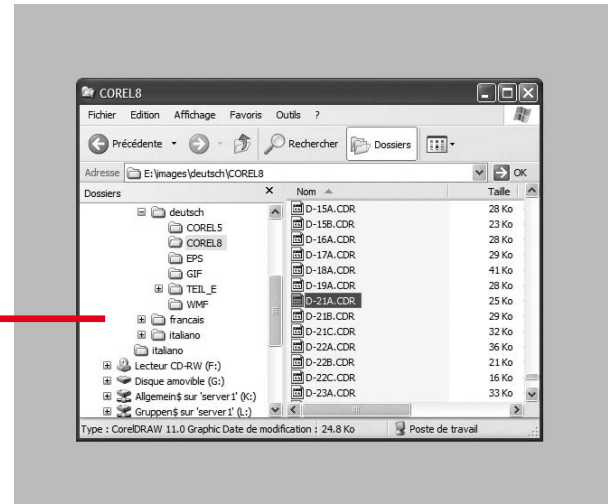 COREL8
Fichier Edition Affichage Favoris Outils ?
Précédente Rechercher Dossiers
Adresse E:\images\deutsch\COREL8 OK
Dossiers × Nom Taille
deutsch
COREL5
COREL8
EPS
GIF
TEIL_E
WMF
francais
italiano
italiano
Lecteur CD-RW (F:)
Disque amovible (G:)
Allgemein$ sur 'server1' (K:)
Gruppen$ sur 'server1' (L:)
D-15A.CDR 28 Ko
D-15B.CDR 23 Ko
D-16A.CDR 28 Ko
D-17A.CDR 29 Ko
D-18A.CDR 41 Ko
D-19A.CDR 28 Ko
D-21A.CDR 25 Ko
D-21B.CDR 29 Ko
D-21C.CDR 32 Ko
D-22A.CDR 36 Ko
D-22B.CDR 21 Ko
D-22C.CDR 16 Ko
D-23A.CDR 33 Ko
Type : CorelDRAW 11.0 Graphic Date de modification : 24.8 Ko Poste de travail